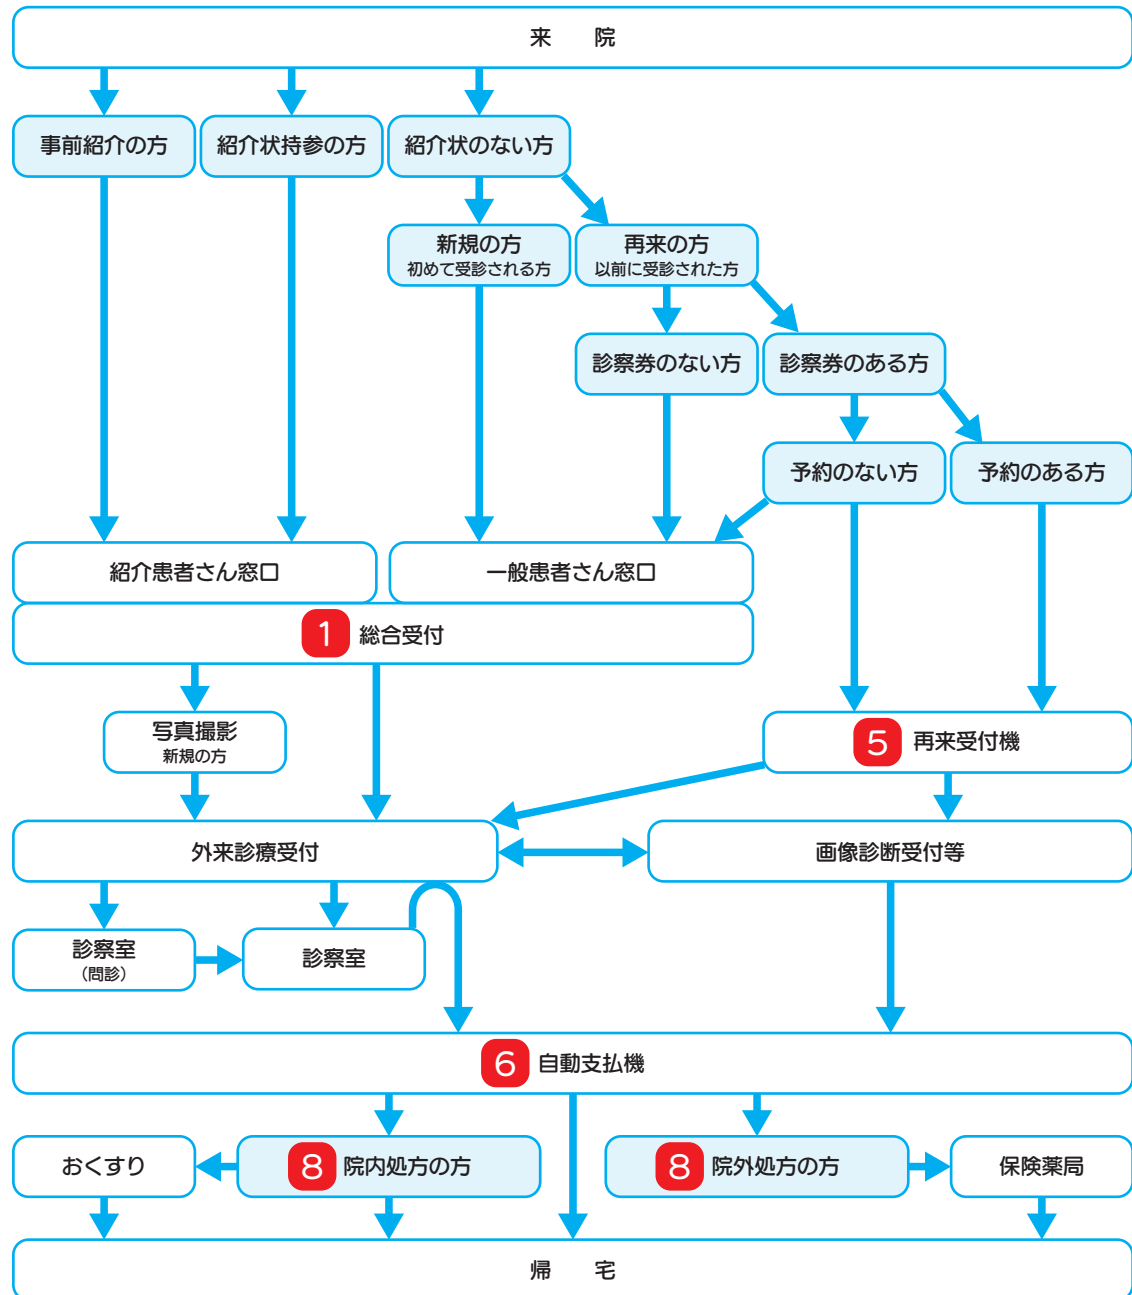 来　院
事前紹介の方
紹介状持参の方
紹介状のない方
新規の方
初めて受診される方
再来の方
以前に受診された方
診察券のない方
診察券のある方
予約のない方
予約のある方
紹介患者さん窓口
一般患者さん窓口
1 総合受付
写真撮影
新規の方
5 再来受付機
外来診療受付
画像診断受付等
診察室
（問診）
診察室
6 自動支払機
おくすり
8 院内処方の方
8 院外処方の方
保険薬局
帰　宅